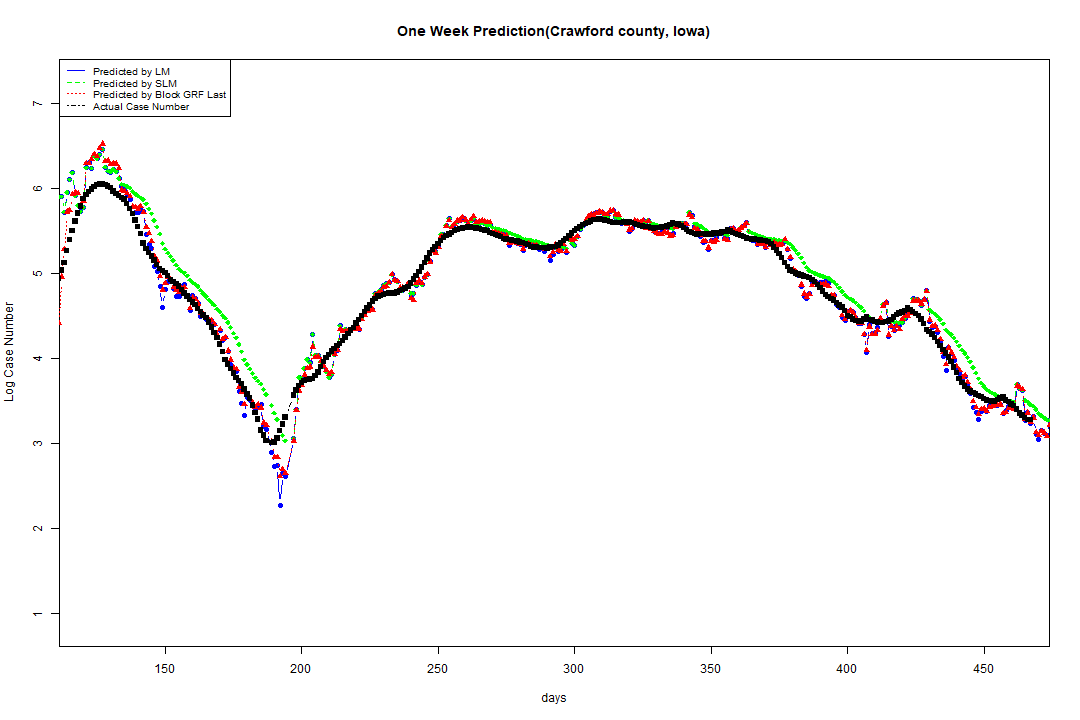 One Week Prediction(Crawford county, Iowa)
Predicted by LM
Predicted by SLM
Predicted by Block GRF Last
Actual Case Number
7
6
5
4
3
2
1
Log Case Number
150 200 250 300 350 400 450
days